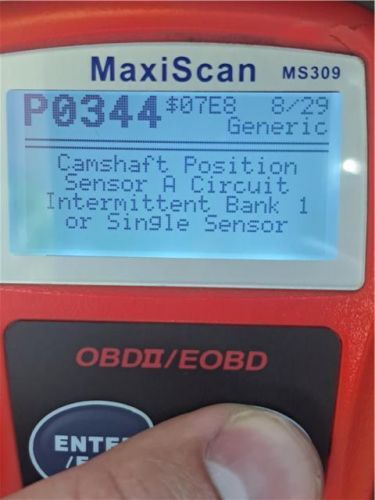 MaxiScan MS309
P0344 $07E8 8/29
Generic
Camshaft Position
Sensor A Circuit
Intermittent Bank 1
or Single Sensor
OBDII/EOBD